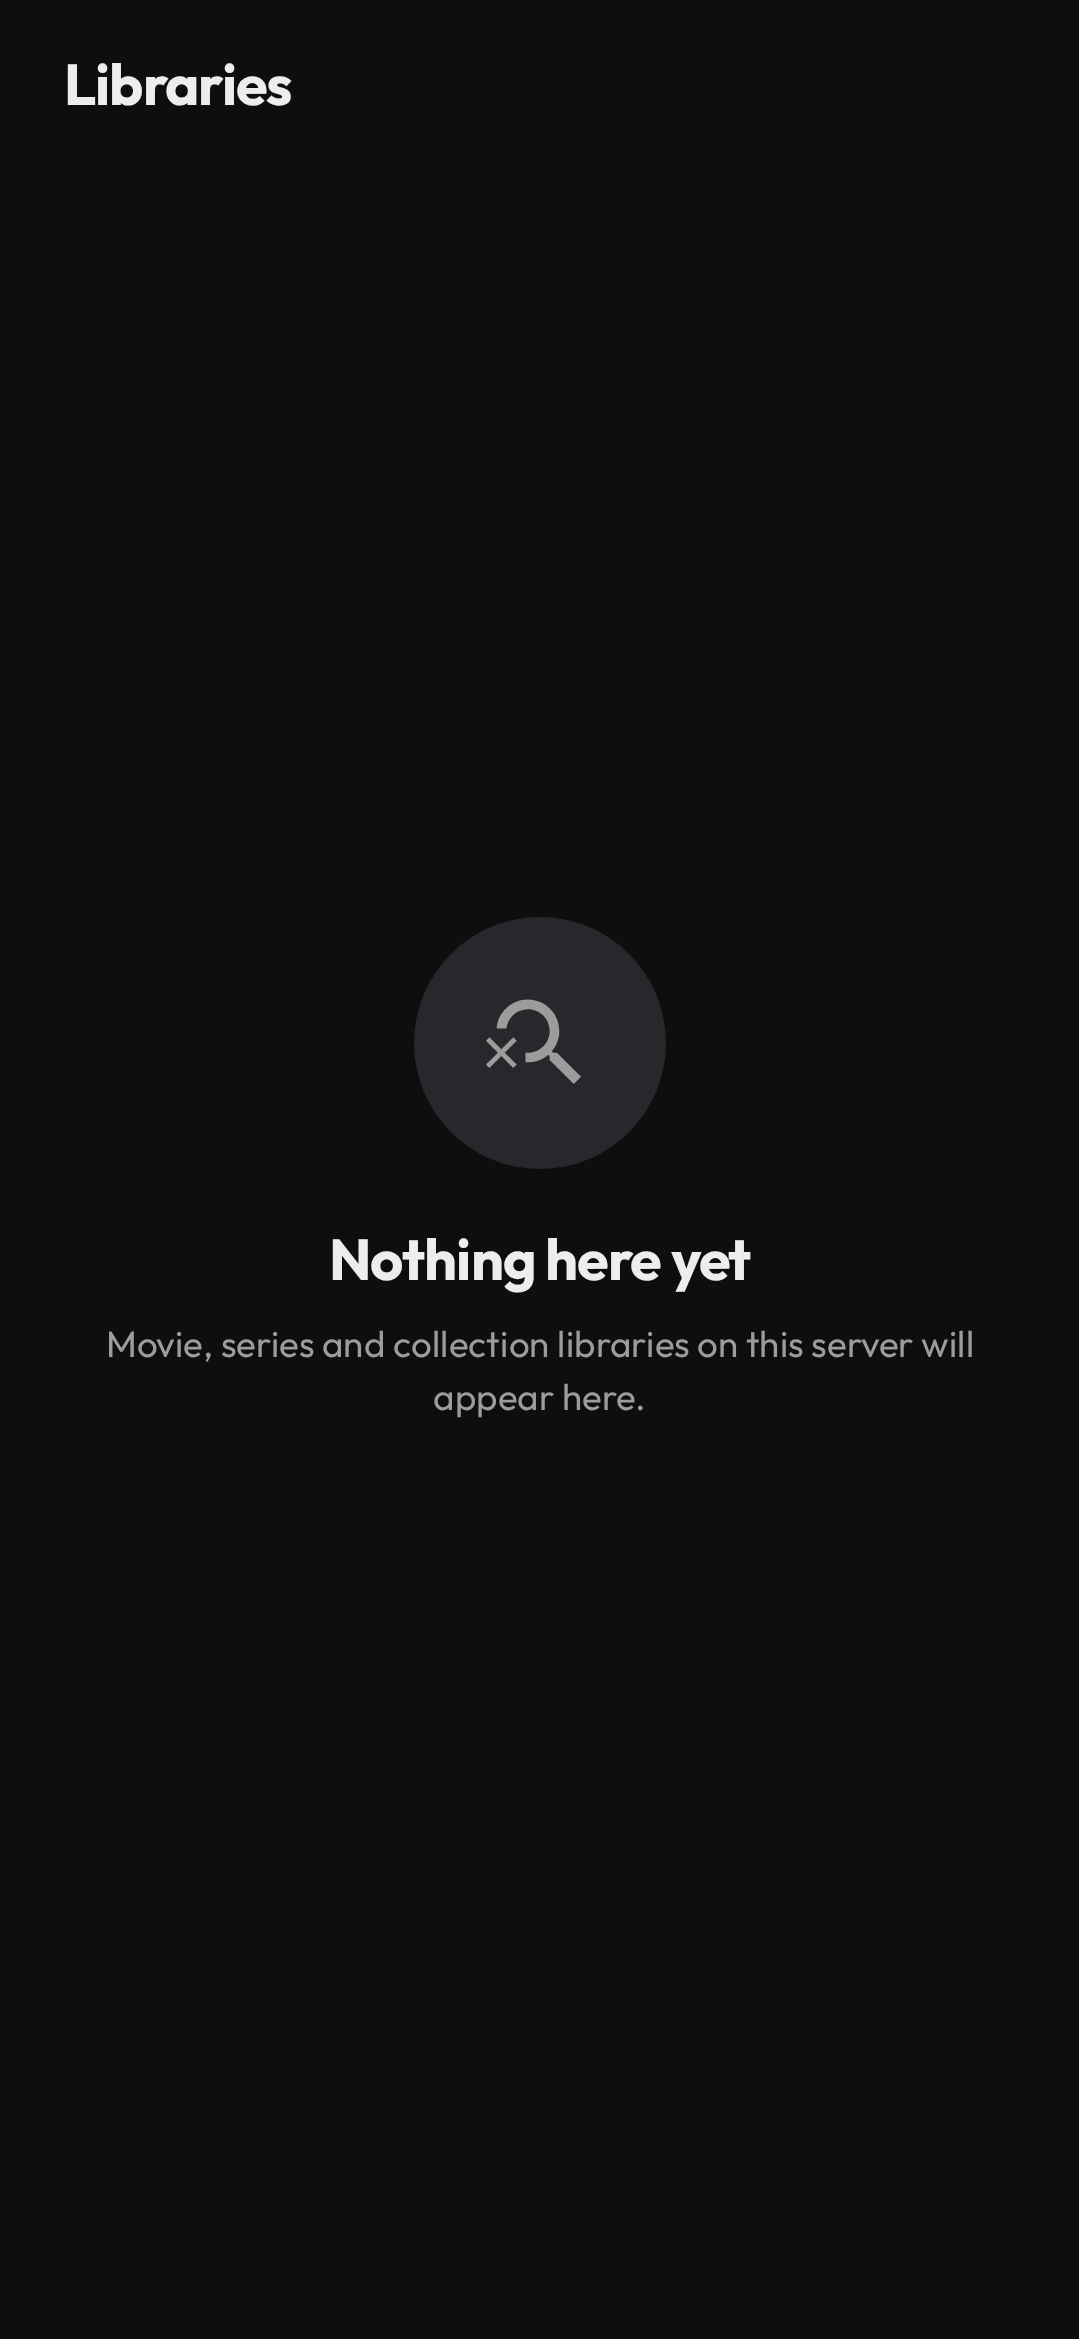 Libraries
Nothing here yet
Movie, series and collection libraries on this server will
appear here.